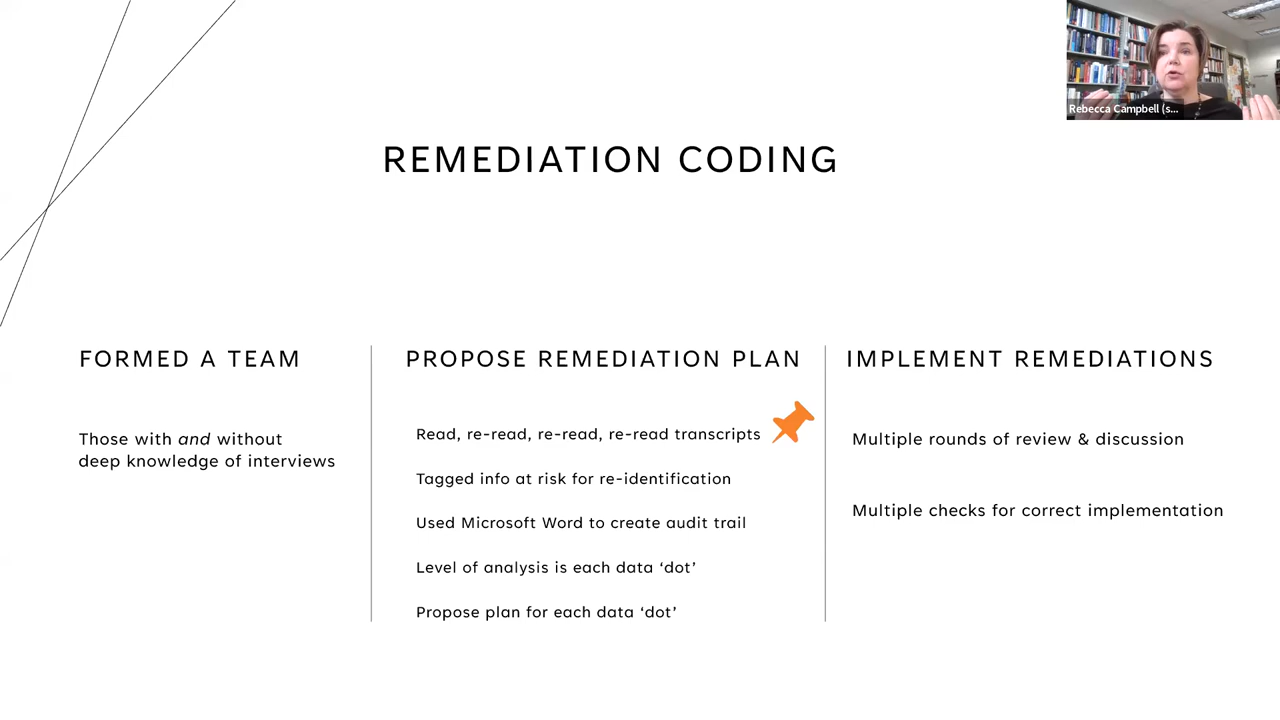 Rebecca Campbell (s...
REMEDIATION CODING
FORMED A TEAM
Those with and without
deep knowledge of interviews
PROPOSE REMEDIATION PLAN
Read, re-read, re-read, re-read transcripts
Tagged info at risk for re-identification
Used Microsoft Word to create audit trail
Level of analysis is each data ‘dot’
Propose plan for each data ‘dot’
IMPLEMENT REMEDIATIONS
Multiple rounds of review & discussion
Multiple checks for correct implementation